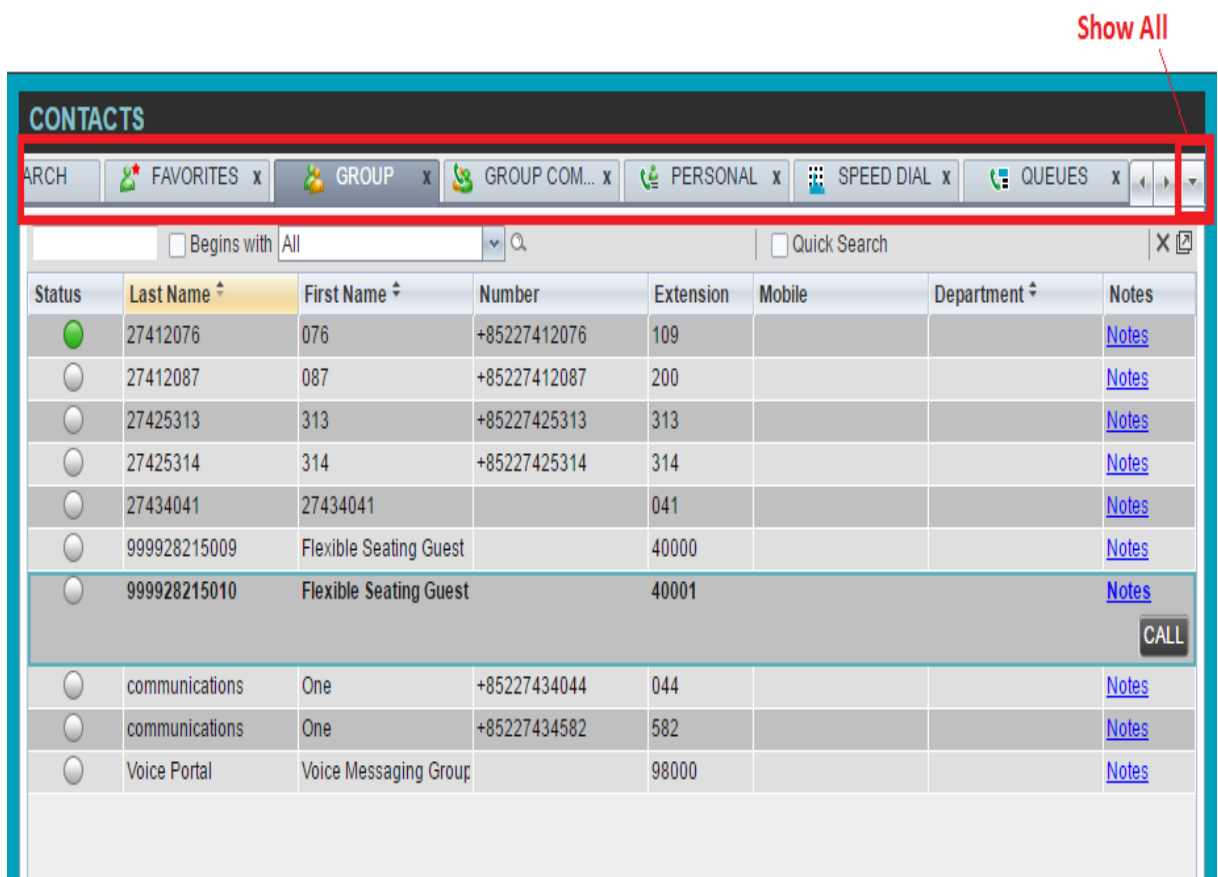 Show All
CONTACTS
ARCH FAVORITES x GROUP x GROUP COM... x PERSONAL x SPEED DIAL x QUEUES x
Begins with All Quick Search
Status Last Name First Name Number Extension Mobile Department Notes
27412076 076 +85227412076 109 Notes
27412087 087 +85227412087 200 Notes
27425313 313 +85227425313 313 Notes
27425314 314 +85227425314 314 Notes
27434041 27434041 041 Notes
999928215009 Flexible Seating Guest 40000 Notes
999928215010 Flexible Seating Guest 40001 Notes
CALL
communications One +85227434044 044 Notes
communications One +85227434582 582 Notes
Voice Portal Voice Messaging Group 98000 Notes